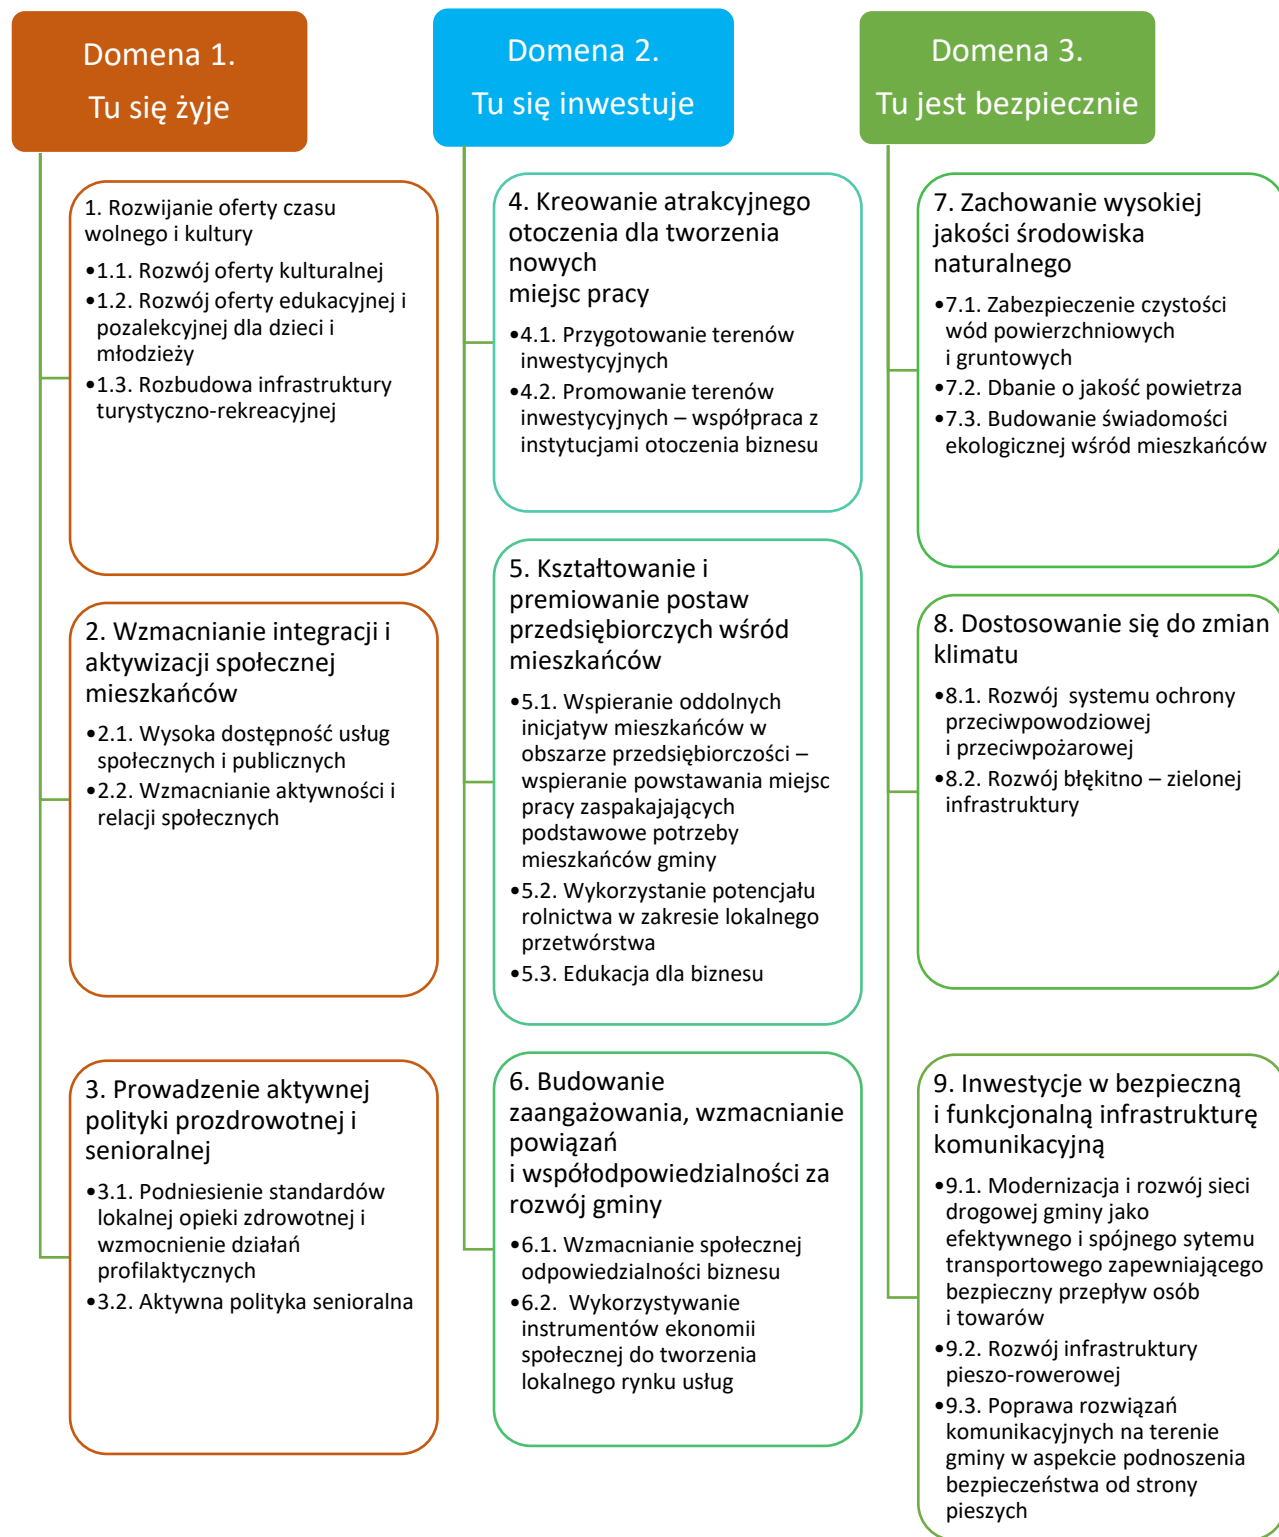 Domena 1.
Tu się żyje
1. Rozwijanie oferty czasu
wolnego i kultury
•1.1. Rozwój oferty kulturalnej
•1.2. Rozwój oferty edukacyjnej i
pozalekcyjnej dla dzieci i
młodzieży
•1.3. Rozbudowa infrastruktury
turystyczno-rekreacyjnej
2. Wzmacnianie integracji i
aktywizacji społecznej
mieszkańców
•2.1. Wysoka dostępność usług
społecznych i publicznych
•2.2. Wzmacnianie aktywności i
relacji społecznych
3. Prowadzenie aktywnej
polityki prozdrowotnej i
senioralnej
•3.1. Podniesienie standardów
lokalnej opieki zdrowotnej i
wzmocnienie działań
profilaktycznych
•3.2. Aktywna polityka senioralna
Domena 2.
Tu się inwestuje
4. Kreowanie atrakcyjnego
otoczenia dla tworzenia
nowych
miejsc pracy
•4.1. Przygotowanie terenów
inwestycyjnych
•4.2. Promowanie terenów
inwestycyjnych – współpraca z
instytucjami otoczenia biznesu
5. Kształtowanie i
premiowanie postaw
przedsiębiorczych wśród
mieszkańców
•5.1. Wspieranie oddolnych
inicjatyw mieszkańców w
obszarze przedsiębiorczości –
wspieranie powstawania miejsc
pracy zaspakajających
podstawowe potrzeby
mieszkańców gminy
•5.2. Wykorzystanie potencjału
rolnictwa w zakresie lokalnego
przetwórstwa
•5.3. Edukacja dla biznesu
6. Budowanie
zaangażowania, wzmacnianie
powiązań
i współodpowiedzialności za
rozwój gminy
•6.1. Wzmacnianie społecznej
odpowiedzialności biznesu
•6.2. Wykorzystywanie
instrumentów ekonomii
społecznej do tworzenia
lokalnego rynku usług
Domena 3.
Tu jest bezpiecznie
7. Zachowanie wysokiej
jakości środowiska
naturalnego
•7.1. Zabezpieczenie czystości
wód powierzchniowych
i gruntowych
•7.2. Dbanie o jakość powietrza
•7.3. Budowanie świadomości
ekologicznej wśród mieszkańców
8. Dostosowanie się do zmian
klimatu
•8.1. Rozwój systemu ochrony
przeciwpowodziowej
i przeciwpożarowej
•8.2. Rozwój błękitno – zielonej
infrastruktury
9. Inwestycje w bezpieczną
i funkcjonalną infrastrukturę
komunikacyjną
•9.1. Modernizacja i rozwój sieci
drogowej gminy jako
efektywnego i spójnego sytemu
transportowego zapewniającego
bezpieczny przepływ osób
i towarów
•9.2. Rozwój infrastruktury
pieszo-rowerowej
•9.3. Poprawa rozwiązań
komunikacyjnych na terenie
gminy w aspekcie podnoszenia
bezpieczeństwa od strony
pieszych